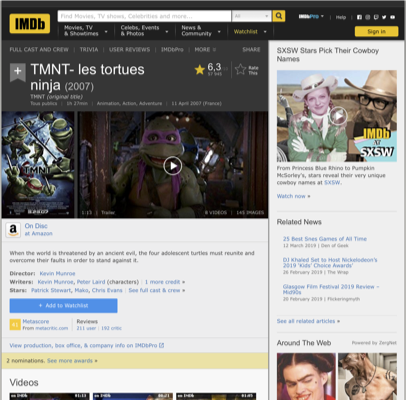 IMDb
Find Movies, TV shows, Celebrities and more...
All
Movies, TV
& Showtimes
Celebs, Events
& Photos
News &
Community
Watchlist
IMDbPro
Help
Sign in
FULL CAST AND CREW | TRIVIA | USER REVIEWS | IMDbPro | MORE
SHARE
TMNT- les tortues
ninja (2007)
TMNT (original title)
Tous publics | 1h 27min | Animation, Action, Adventure | 11 April 2007 (France)
6,3
Rate
This
TMNT
1:15 | Trailer
8 VIDEOS | 145 IMAGES
On Disc
at Amazon
When the world is threatened by an ancient evil, the four adolescent turtles must reunite and
overcome their faults in order to stand against it.
Director: Kevin Munroe
Writers: Kevin Munroe, Peter Laird (characters) | 1 more credit »
Stars: Patrick Stewart, Mako, Chris Evans | See full cast & crew »
+ Add to Watchlist
Metascore
From metacritic.com
Reviews
211 user | 192 critic
View production, box office, & company info on IMDbPro
2 nominations. See more awards »
Videos
SXSW Stars Pick Their Cowboy
Names
IMDb
AT
SXSW
From Princess Blue Rhino to Pumpkin
McSorley's, stars reveal their very unique
cowboy names at SXSW.
Watch now »
Related News
25 Best Snes Games of All Time
12 March 2019 | Den of Geek
DJ Khaled Set to Host Nickelodeon's
2019 'Kids' Choice Awards'
20 February 2019 | The Wrap
Glasgow Film Festival 2019 Review –
Mid90s
20 February 2019 | Flickeringmyth
See all related articles »
Around The Web
Powered by ZergNet